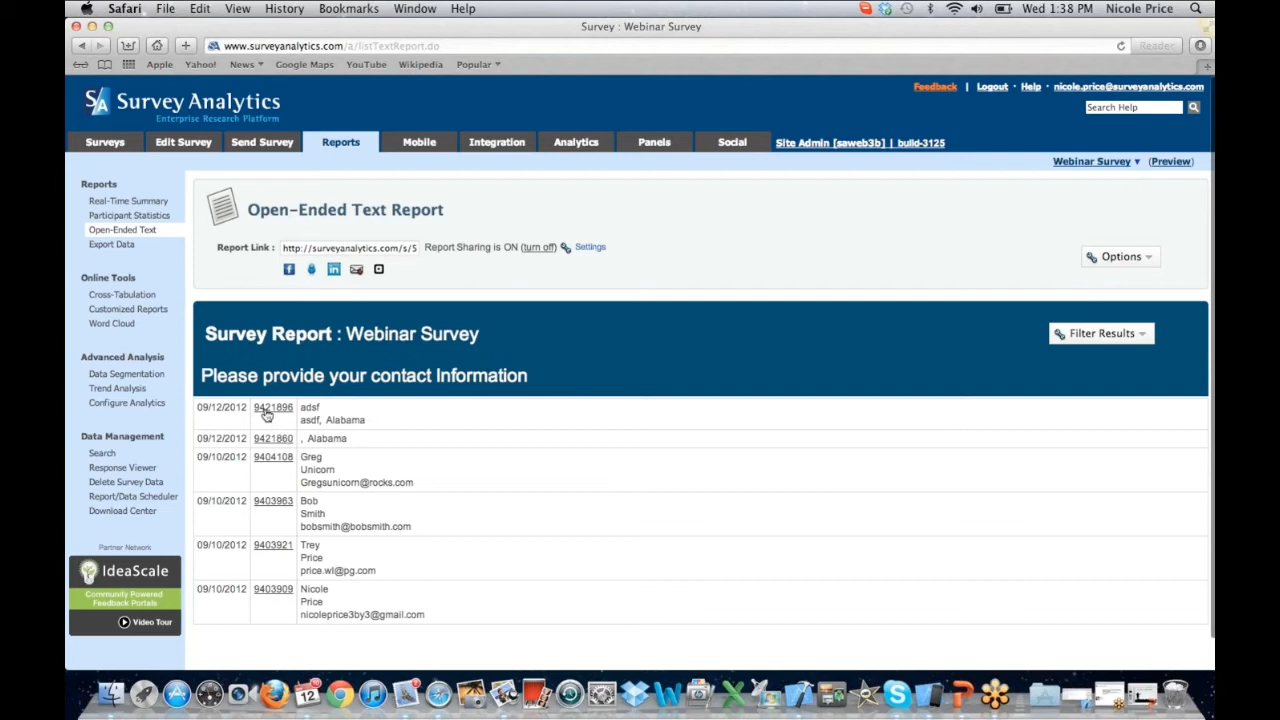 Safari File Edit View History Bookmarks Window Help Wed 1:38 PM Nicole Price
Survey : Webinar Survey
www.surveyanalytics.com/a/listTextReport.do Reader
Apple Yahoo! News Google Maps YouTube Wikipedia Popular
Feedback | Logout · Help · nicole.price@surveyanalytics.com
SA Survey Analytics
Enterprise Research Platform
Search Help
Surveys Edit Survey Send Survey Reports Mobile Integration Analytics Panels Social Site Admin [saweb3b] | build-3125
Webinar Survey (Preview)
Reports
Real-Time Summary
Participant Statistics
Open-Ended Text
Export Data
Online Tools
Cross-Tabulation
Customized Reports
Word Cloud
Advanced Analysis
Data Segmentation
Trend Analysis
Configure Analytics
Data Management
Search
Response Viewer
Delete Survey Data
Report/Data Scheduler
Download Center
Partner Network
IdeaScale
Community Powered
Feedback Portals
Video Tour
Open-Ended Text Report
Report Link : http://surveyanalytics.com/s/5 Report Sharing is ON (turn off) Settings
Options
Survey Report : Webinar Survey
Filter Results
Please provide your contact Information
09/12/2012 9421896 adsf
asdf, Alabama
09/12/2012 9421860 , Alabama
09/10/2012 9404108 Greg
Unicorn
Gregsunicorn@rocks.com
09/10/2012 9403963 Bob
Smith
bobsmith@bobsmith.com
09/10/2012 9403921 Trey
Price
price.wl@pg.com
09/10/2012 9403909 Nicole
Price
nicoleprice3by3@gmail.com
12